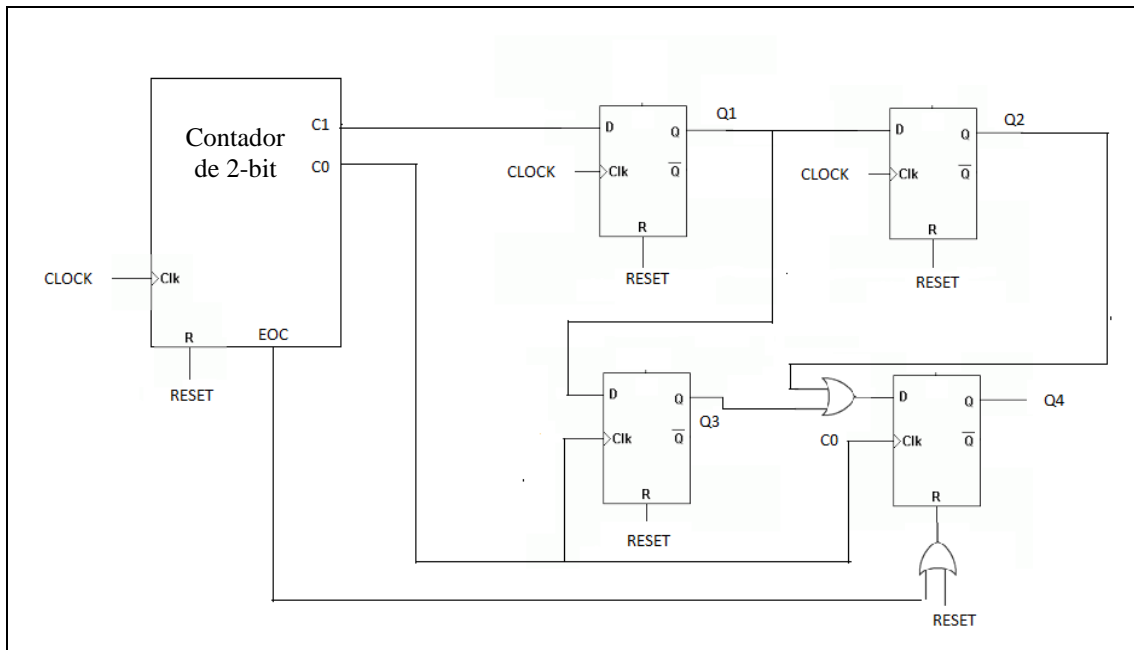 Contador
de 2-bit
C1
C0
CLOCK
Clk
R
EOC
RESET
D
Q
Q1
CLOCK
Clk
Q
R
RESET
D
Q
Q2
CLOCK
Clk
Q
R
RESET
D
Q
Q3
Clk
Q
R
RESET
D
Q
Q4
C0
Clk
Q
R
RESET